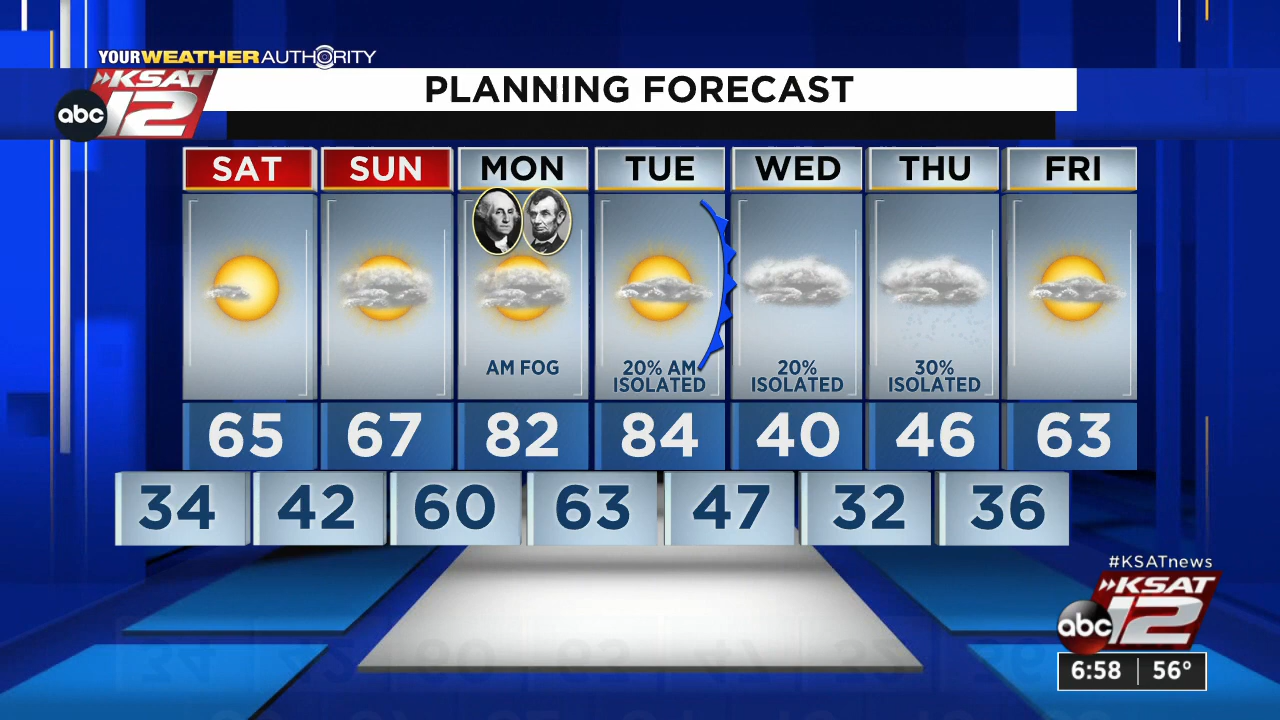 YOURWEATHERAUTHORITY
KSAT
abc 12
PLANNING FORECAST
SAT SUN MON TUE WED THU FRI
AM FOG 20% AM ISOLATED 20% ISOLATED 30% ISOLATED
65 67 82 84 40 46 63
34 42 60 63 47 32 36
#KSATnews
KSAT
abc 12
6:58 56°